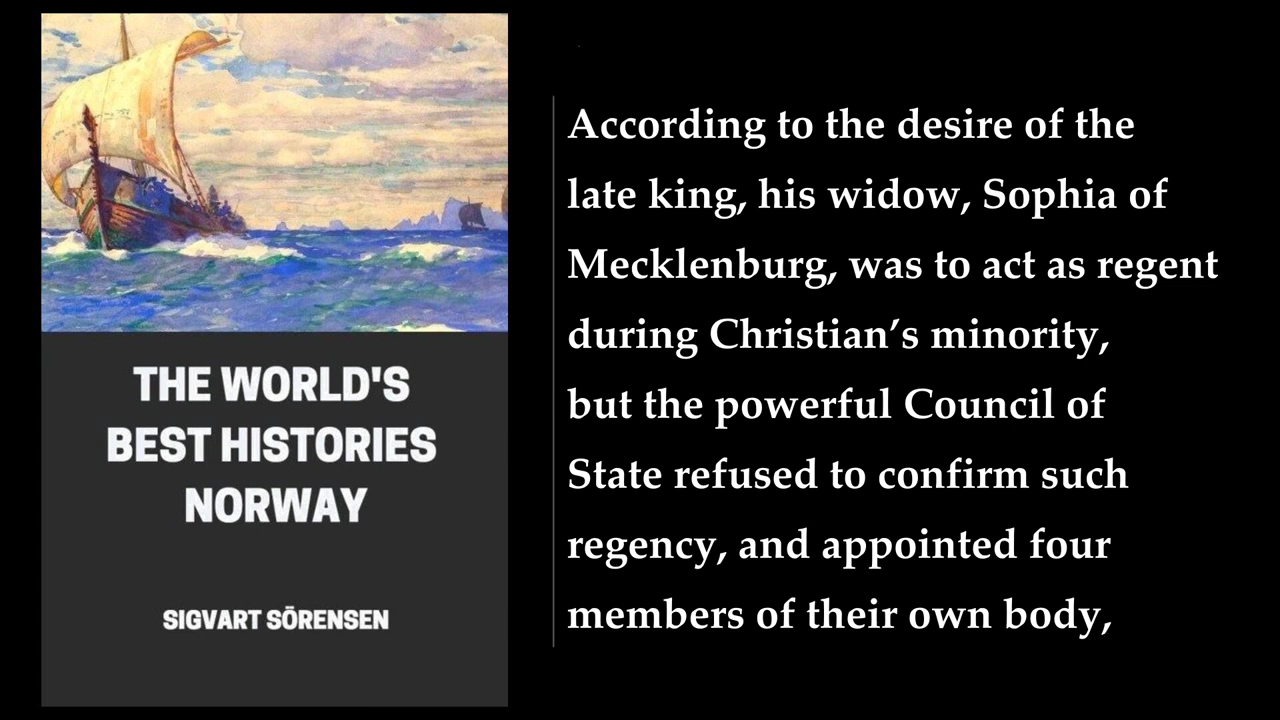 THE WORLD'S
BEST HISTORIES
NORWAY
SIGVART SÖRENSEN
According to the desire of the
late king, his widow, Sophia of
Mecklenburg, was to act as regent
during Christian’s minority,
but the powerful Council of
State refused to confirm such
regency, and appointed four
members of their own body,